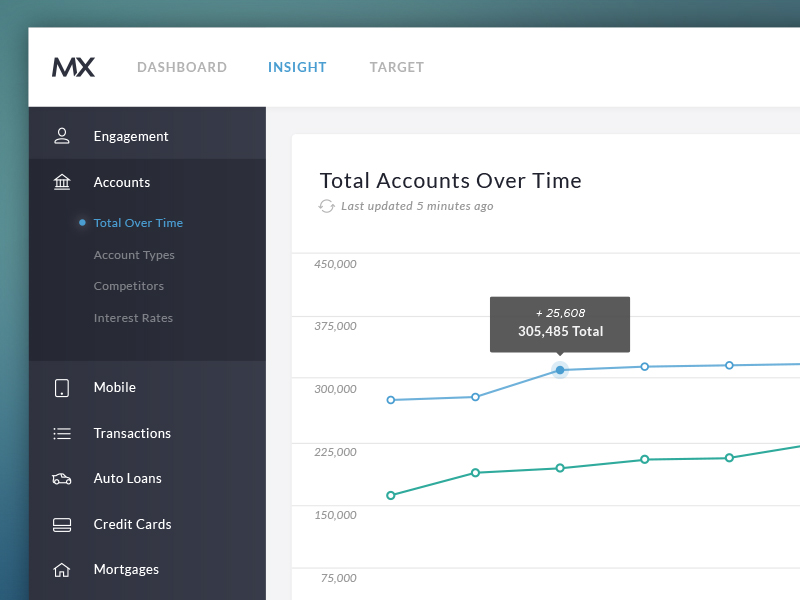 MX
DASHBOARD INSIGHT TARGET
Engagement
Accounts
Total Over Time
Account Types
Competitors
Interest Rates
Mobile
Transactions
Auto Loans
Credit Cards
Mortgages
Total Accounts Over Time
Last updated 5 minutes ago
450,000
375,000
300,000
225,000
150,000
75,000
+ 25,608
305,485 Total